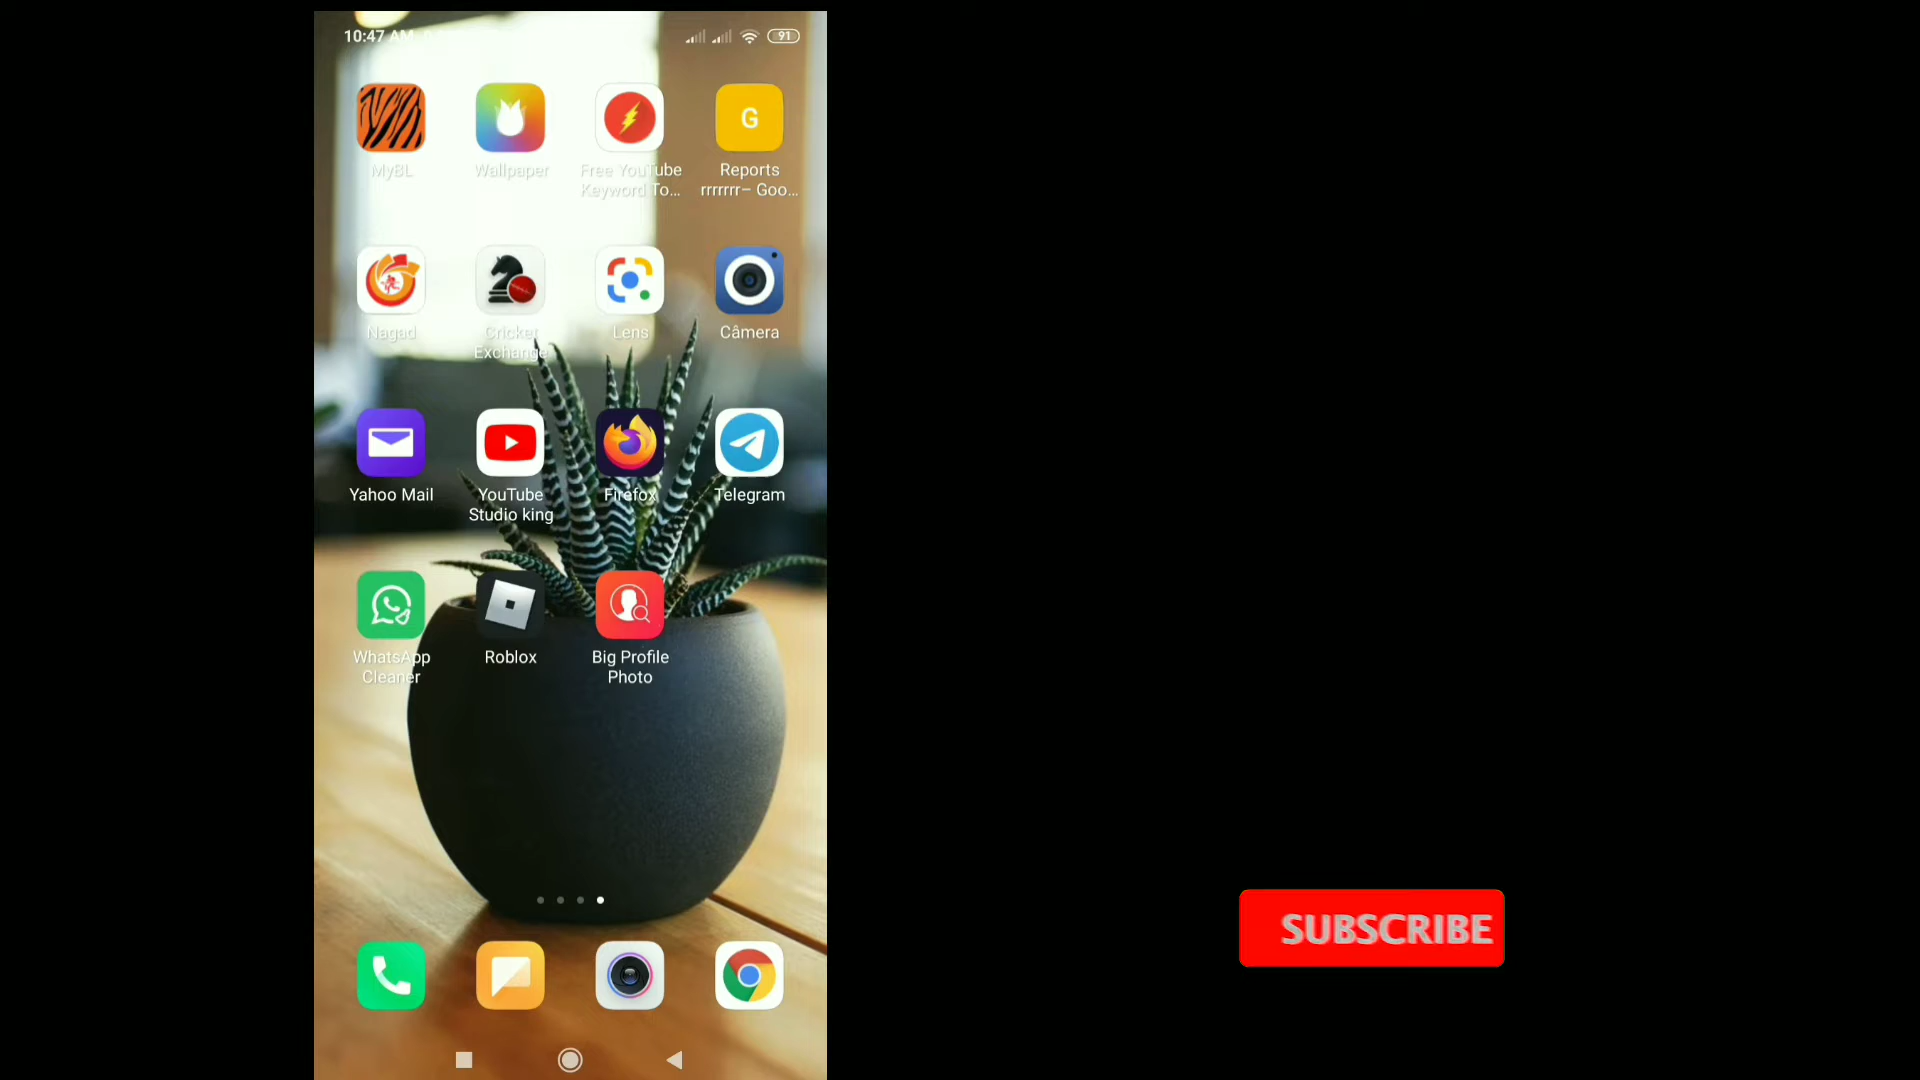 10:47 AM
91
MyBL
Wallpaper
Free YouTube
Keyword To...
G
Reports
rrrrrrr– Goo...
Nagad
Cricket
Exchange
Lens
Câmera
Yahoo Mail
YouTube
Studio king
Firefox
Telegram
WhatsApp
Cleaner
Roblox
Big Profile
Photo
SUBSCRIBE